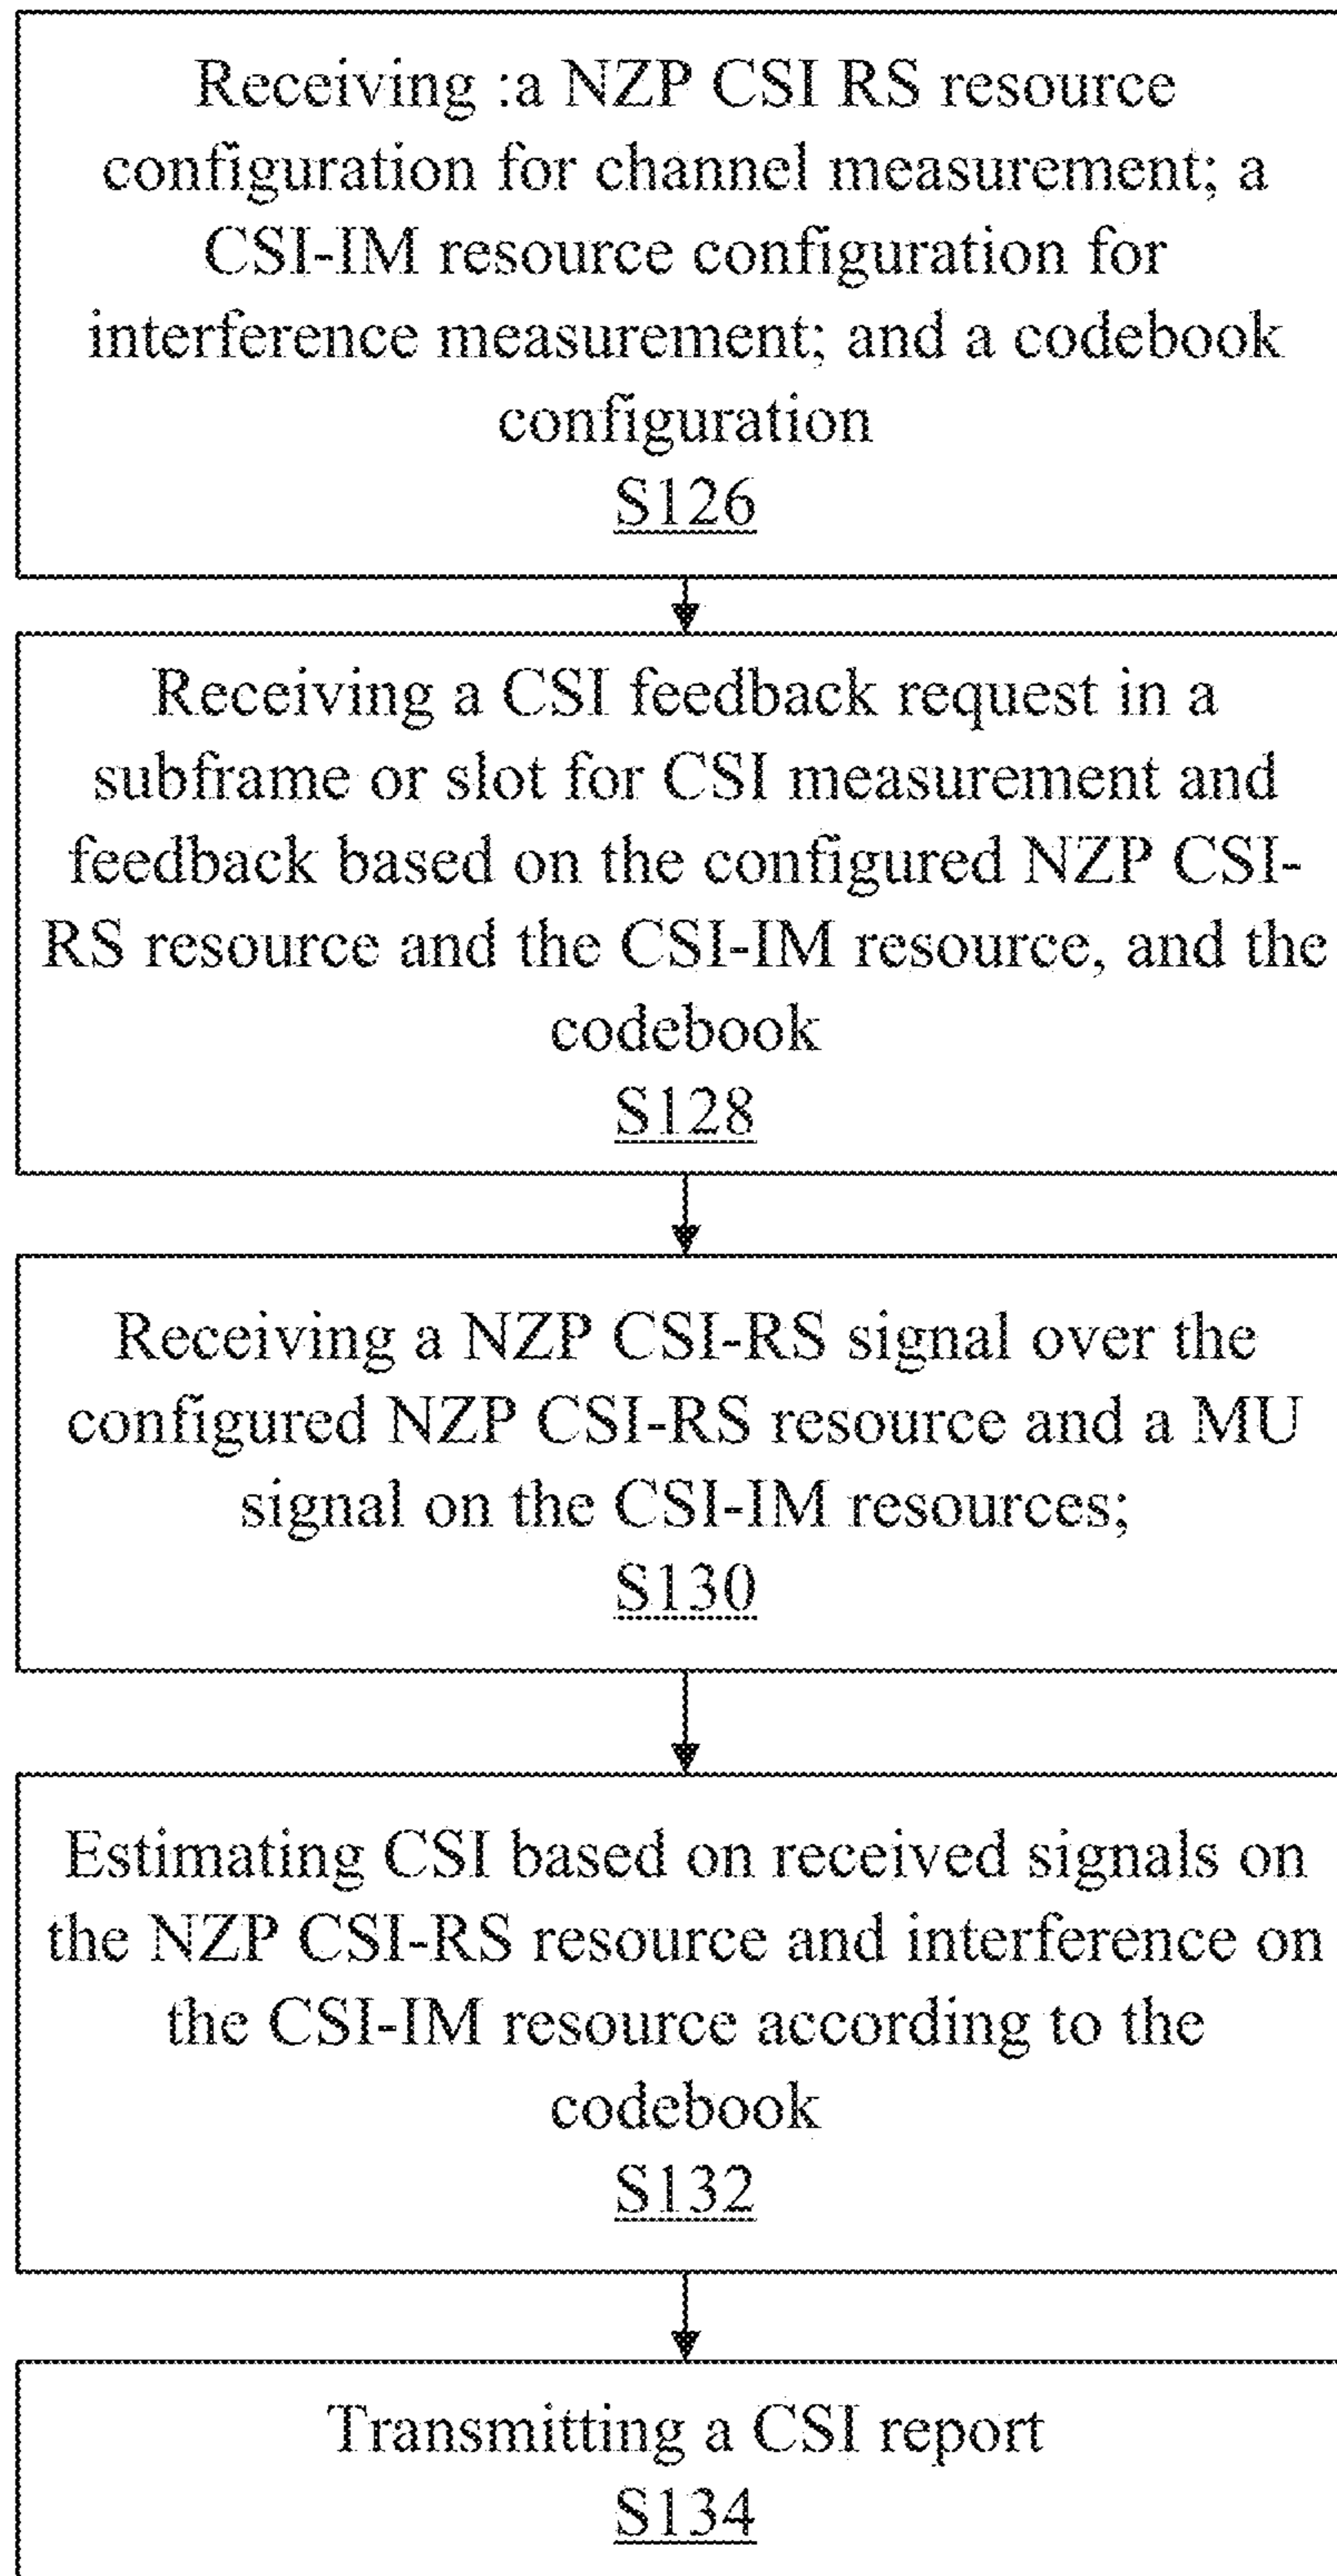 Receiving :a NZP CSI RS resource
configuration for channel measurement; a
CSI-IM resource configuration for
interference measurement; and a codebook
configuration
S126
Receiving a CSI feedback request in a
subframe or slot for CSI measurement and
feedback based on the configured NZP CSI-
RS resource and the CSI-IM resource, and the
codebook
S128
Receiving a NZP CSI-RS signal over the
configured NZP CSI-RS resource and a MU
signal on the CSI-IM resources;
S130
Estimating CSI based on received signals on
the NZP CSI-RS resource and interference on
the CSI-IM resource according to the
codebook
S132
Transmitting a CSI report
S134